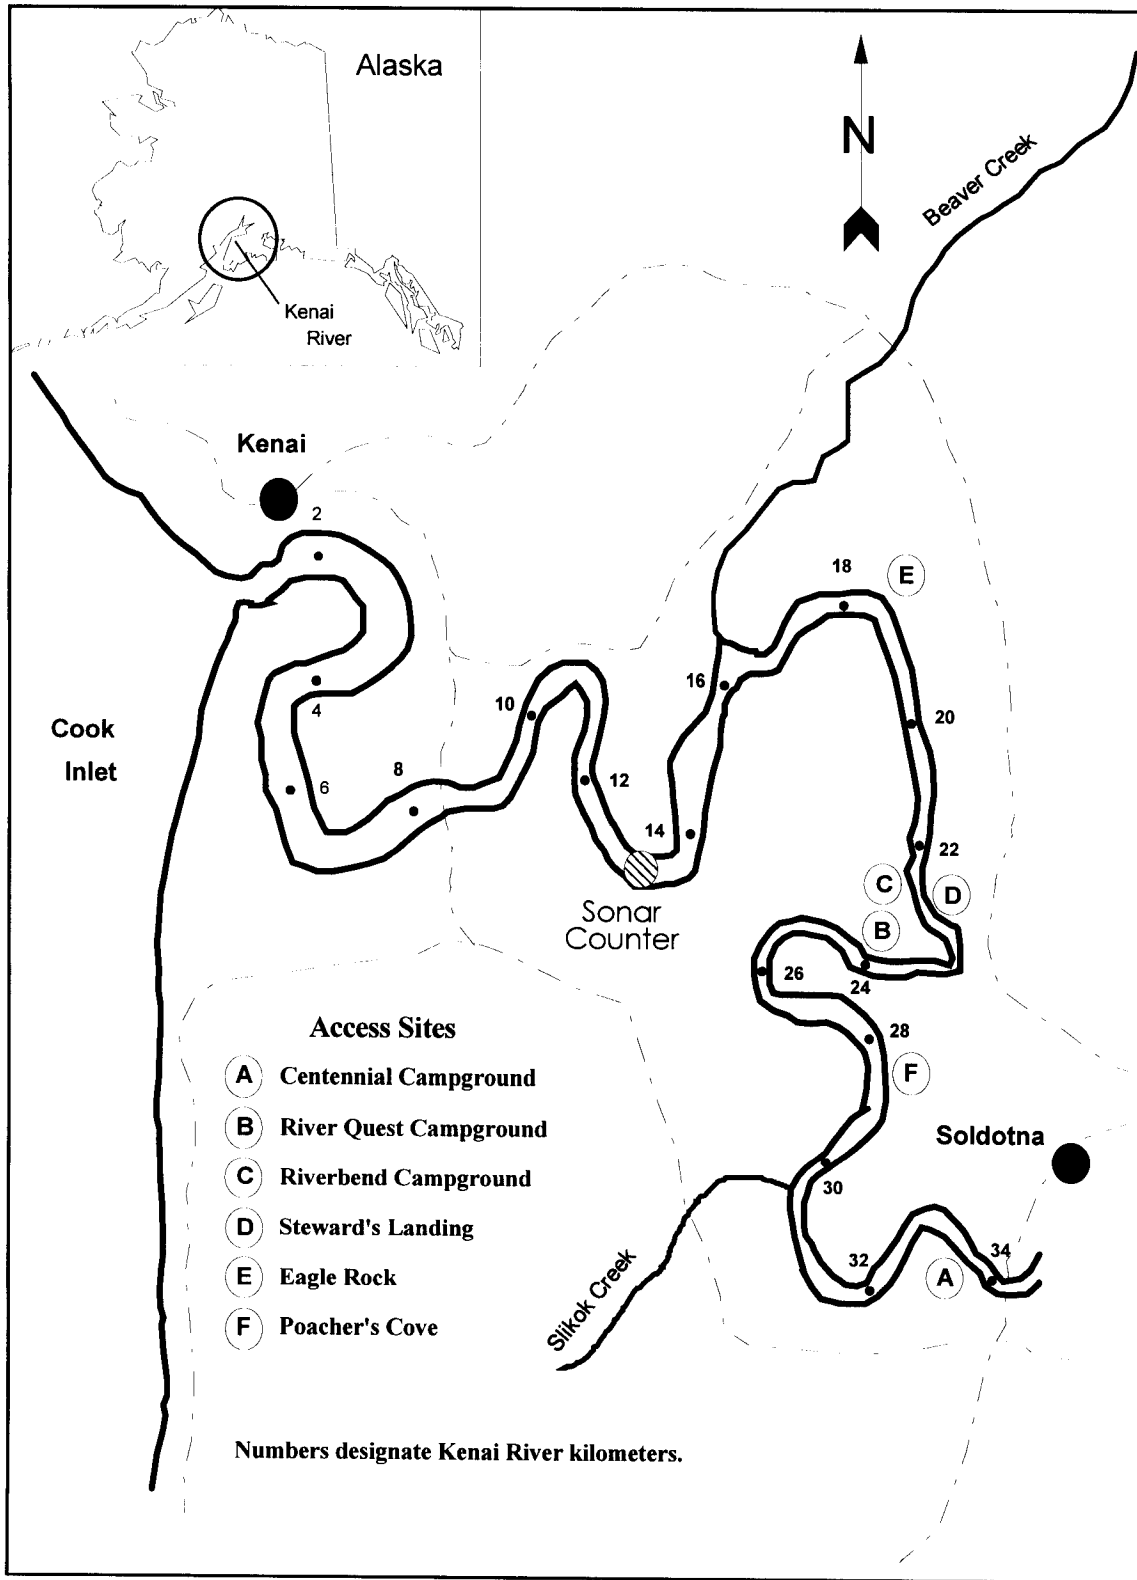 Alaska
N
Beaver Creek
Kenai
River
Kenai
2
18
E
4
16
10
20
Cook
Inlet
6
8
12
14
22
C
D
Sonar
Counter
B
26
24
28
F
Access Sites
A Centennial Campground
B River Quest Campground
C Riverbend Campground
D Steward's Landing
E Eagle Rock
F Poacher's Cove
Soldotna
30
32
34
A
Slikok Creek
Numbers designate Kenai River kilometers.